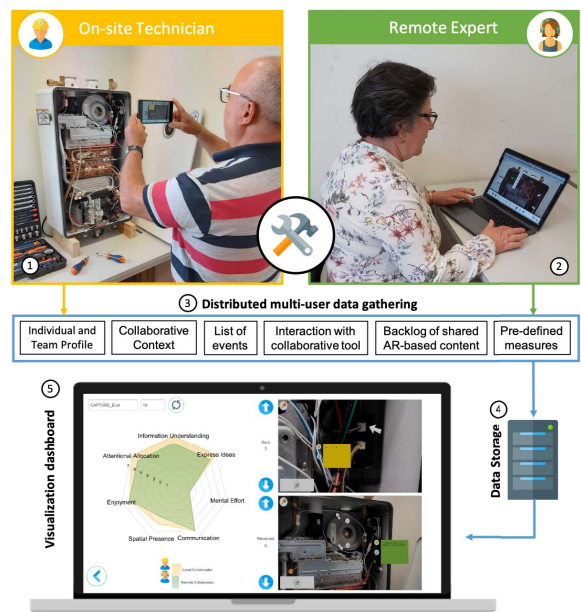 On-site Technician
Remote Expert
1
2
3 Distributed multi-user data gathering
Individual and
Team Profile
Collaborative
Context
List of
events
Interaction with
collaborative tool
Backlog of shared
AR-based content
Pre-defined
measures
5
Visualization dashboard
4
Data Storage
CAPTURE_Eval
Information Understanding
Attentional Allocation
Express Ideas
Enjoyment
Mental Effort
Spatial Presence
Communication
Local Collaborator
Remote Collaborator
Received